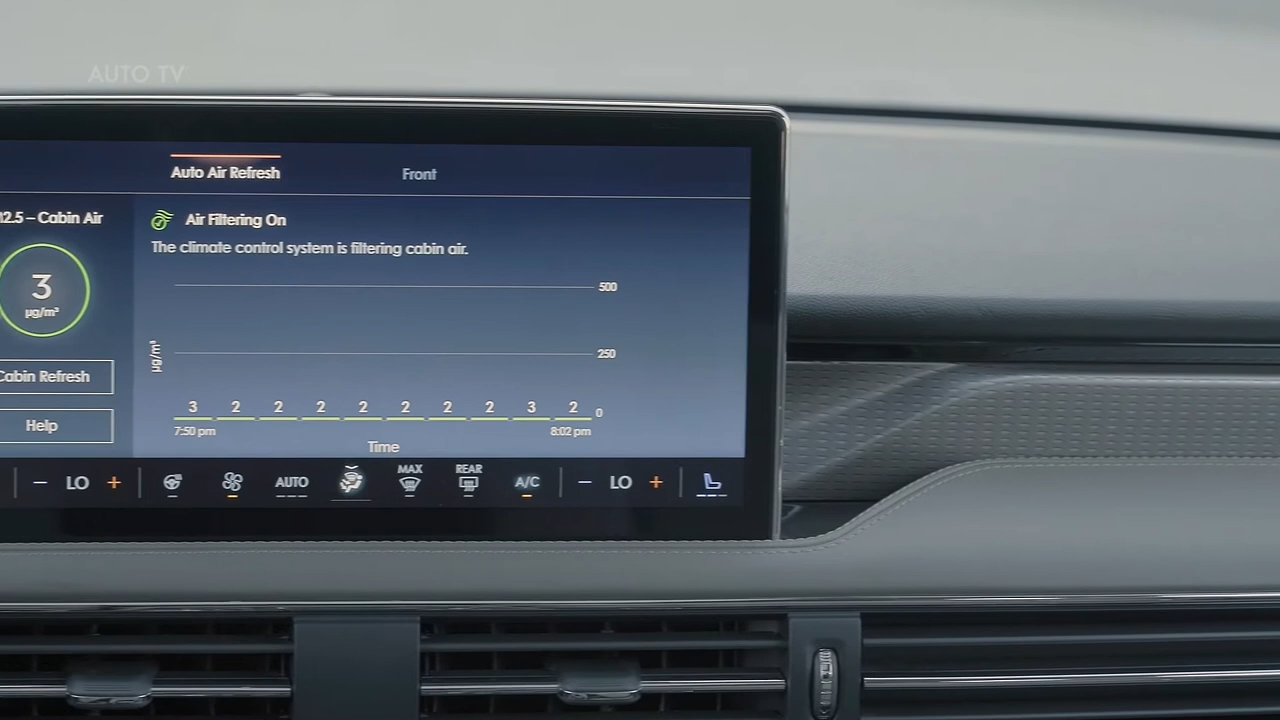 AUTO TV
Auto Air Refresh
Front
2.5 – Cabin Air
Air Filtering On
The climate control system is filtering cabin air.
3
µg/m³
500
µg/m³
250
Cabin Refresh
3 2 2 2 2 2 2 2 3 2
0
Help
7:50 pm
8:02 pm
Time
– LO +
AUTO
MAX
REAR
A/C
– LO +